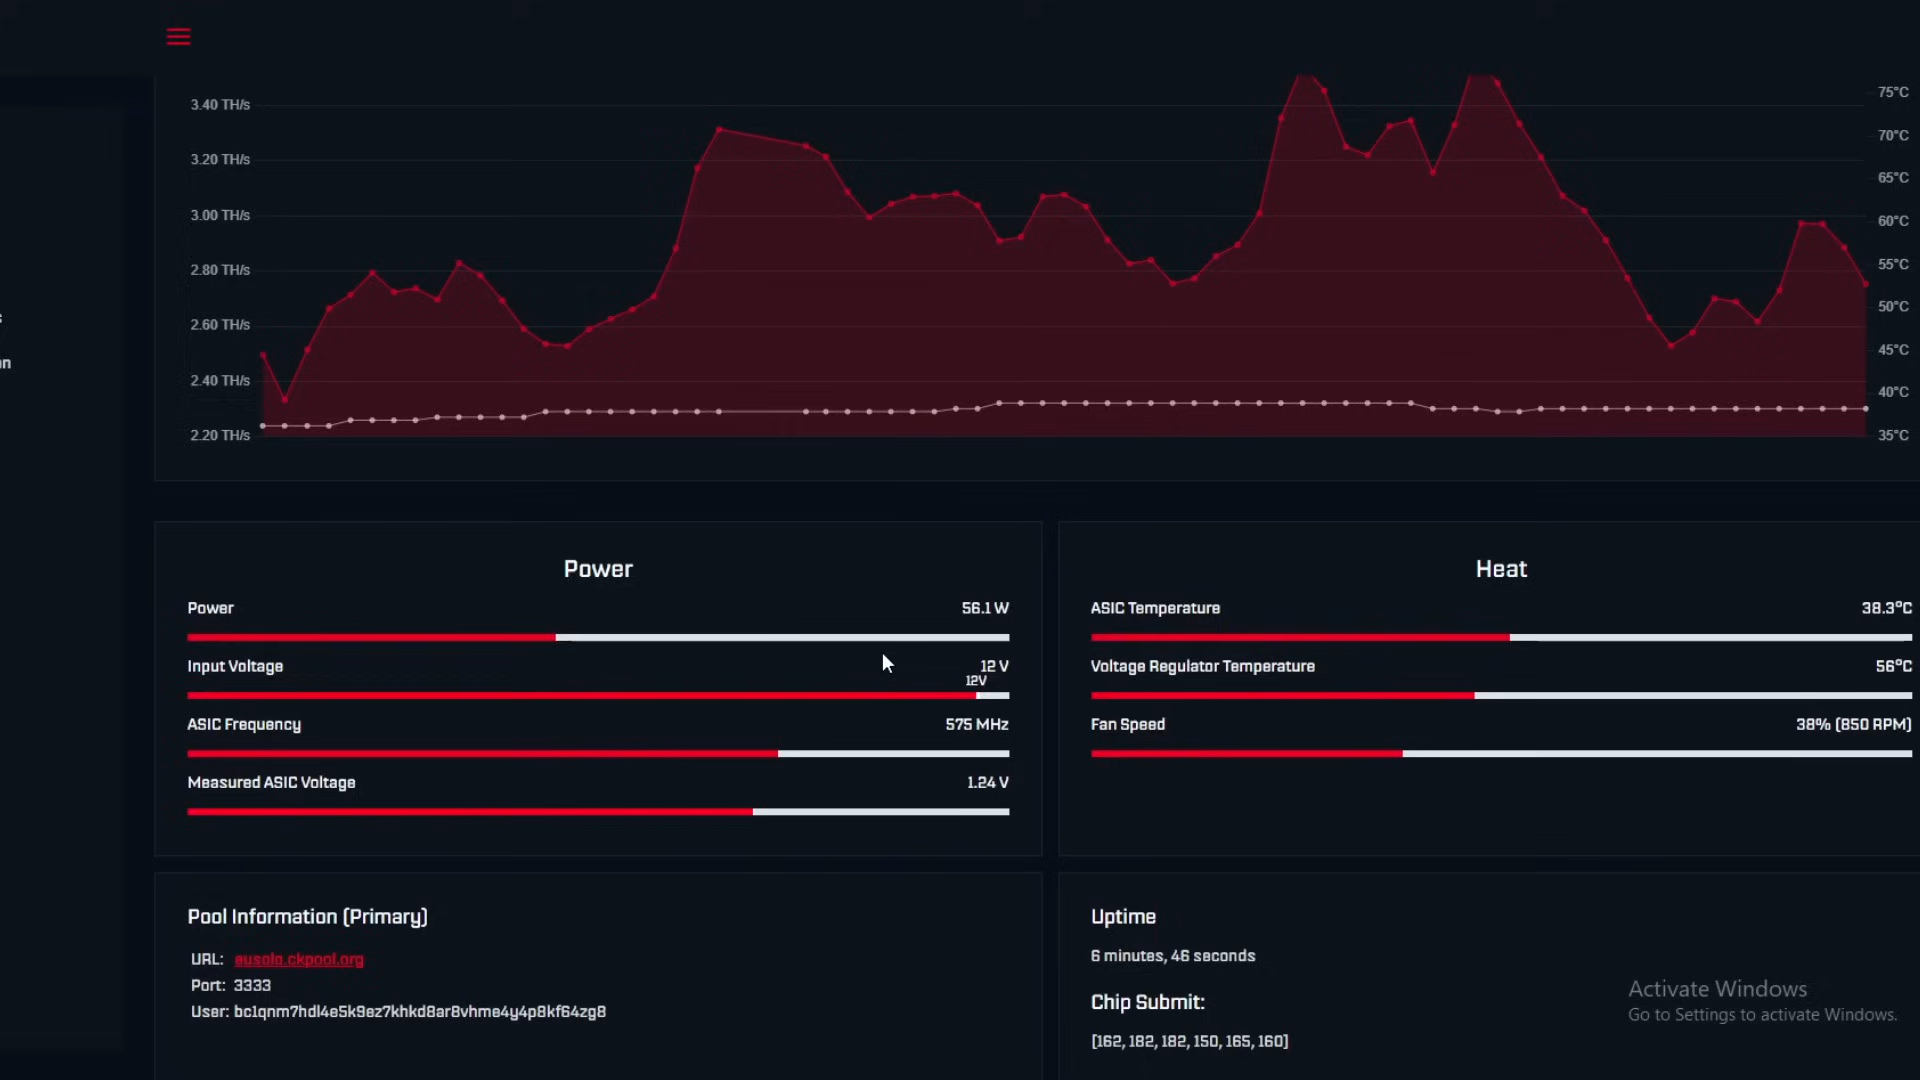 3.40 TH/s
75°C
70°C
3.20 TH/s
65°C
3.00 TH/s
60°C
2.80 TH/s
55°C
50°C
2.60 TH/s
45°C
2.40 TH/s
40°C
2.20 TH/s
35°C
Power
Power 56.1 W
Input Voltage 12 V
12V
ASIC Frequency 575 MHz
Measured ASIC Voltage 1.24 V
Heat
ASIC Temperature 38.3°C
Voltage Regulator Temperature 56°C
Fan Speed 38% (850 RPM)
Pool Information (Primary)
URL: eusolo.ckpool.org
Port: 3333
User: bc1qnm7hdl4e5k9ez7khkd8ar8vhme4y4p8kf64zg8
Uptime
6 minutes, 46 seconds
Chip Submit:
[162, 182, 182, 150, 165, 160]
Activate Windows
Go to Settings to activate Windows.